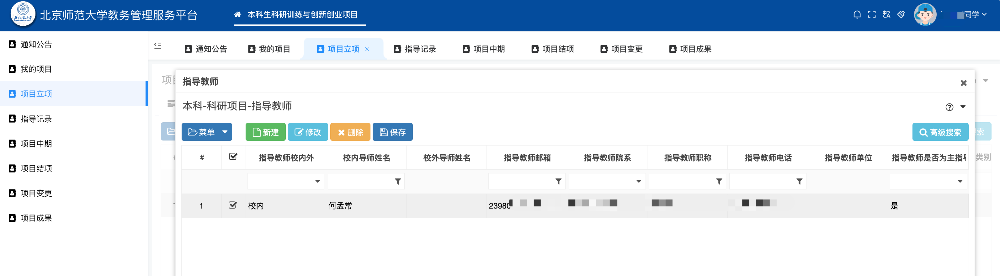 北京师范大学教务管理服务平台
本科生科研训练与创新创业项目
同学
通知公告
我的项目
项目立项
指导记录
项目中期
项目结项
项目变更
项目成果
通知公告
我的项目
项目立项 ×
指导记录
项目中期
项目结项
项目变更
项目成果
项
指导教师
本科-科研项目-指导教师
菜单
新建
修改
删除
保存
高级搜索
索
# 指导教师校内外 校内导师姓名 校外导师姓名 指导教师邮箱 指导教师院系 指导教师职称 指导教师电话 指导教师单位 指导教师是否为主指导
类别
1 校内 何孟常 23980 是